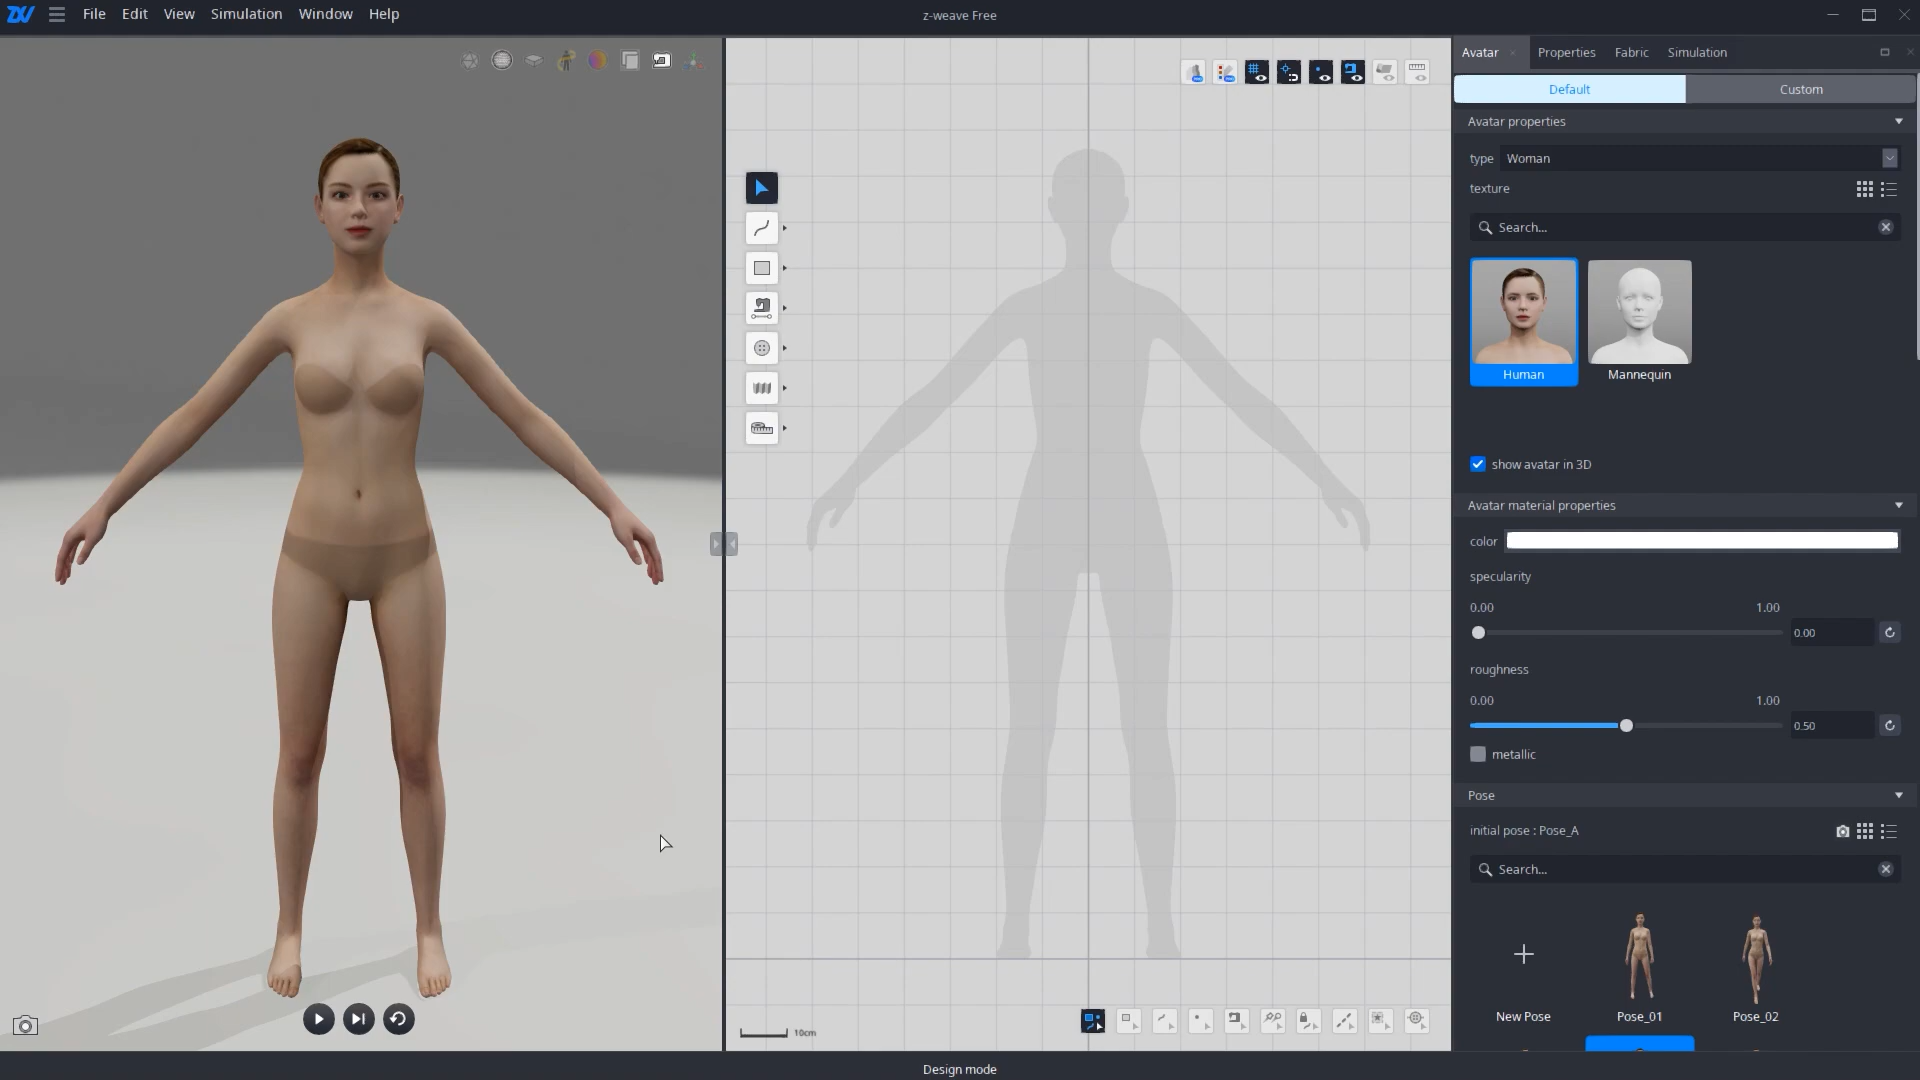 File Edit View Simulation Window Help
z-weave Free
Avatar Properties Fabric Simulation
Default Custom
Avatar properties
type Woman
texture
Search...
Human Mannequin
show avatar in 3D
Avatar material properties
color
specularity
0.00 1.00
0.00
roughness
0.00 1.00
0.50
metallic
Pose
initial pose : Pose_A
Search...
New Pose Pose_01 Pose_02
10cm
Design mode